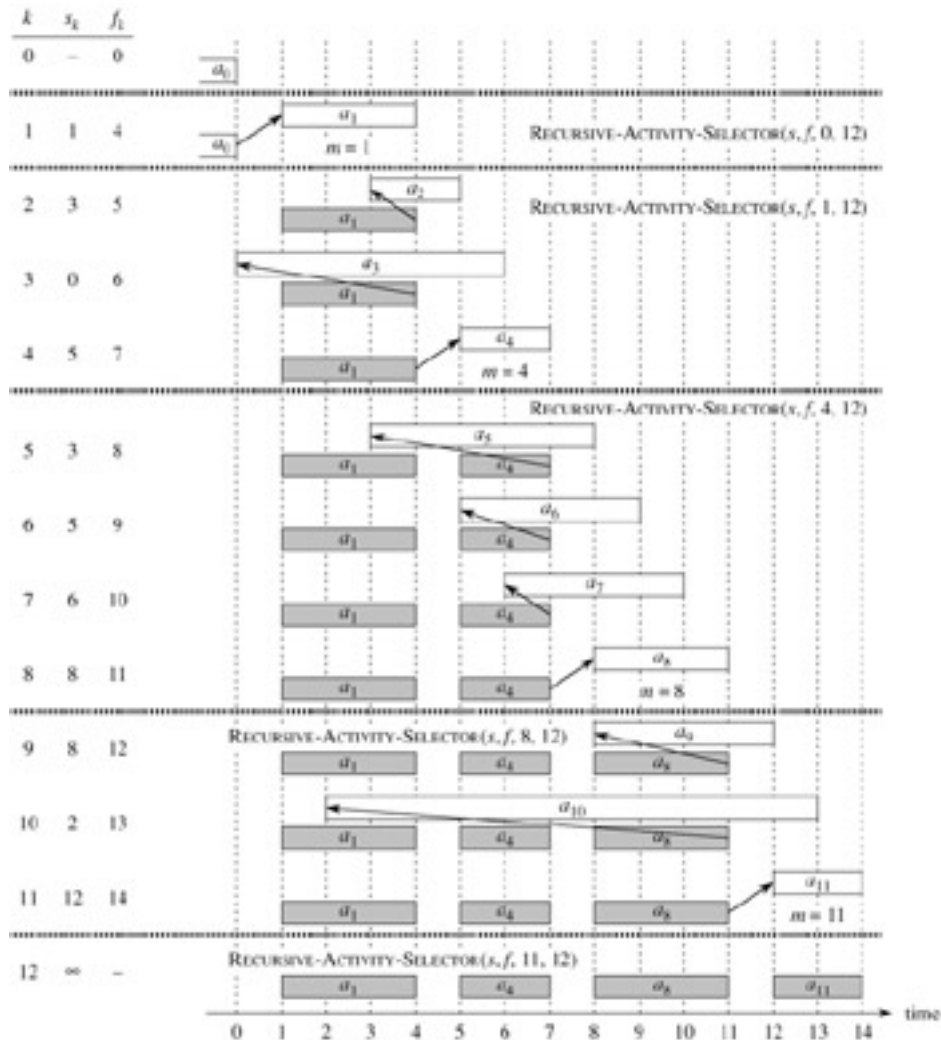 k s_k f_k
0 – 0
a_0
1 1 4
a_1
RECURSIVE-ACTIVITY-SELECTOR(s, f, 0, 12)
a_0
m = 1
2 3 5
a_2
RECURSIVE-ACTIVITY-SELECTOR(s, f, 1, 12)
a_1
3 0 6
a_3
a_1
4 5 7
a_4
a_1
m = 4
RECURSIVE-ACTIVITY-SELECTOR(s, f, 4, 12)
5 3 8
a_5
a_1 a_4
6 5 9
a_6
a_1 a_4
7 6 10
a_7
a_1 a_4
8 8 11
a_8
a_1 a_4
m = 8
9 8 12
RECURSIVE-ACTIVITY-SELECTOR(s, f, 8, 12)
a_9
a_1 a_4 a_8
10 2 13
a_10
a_1 a_4 a_8
11 12 14
a_11
a_1 a_4 a_8
m = 11
12 ∞ –
RECURSIVE-ACTIVITY-SELECTOR(s, f, 11, 12)
a_1 a_4 a_8 a_11
time
0 1 2 3 4 5 6 7 8 9 10 11 12 13 14